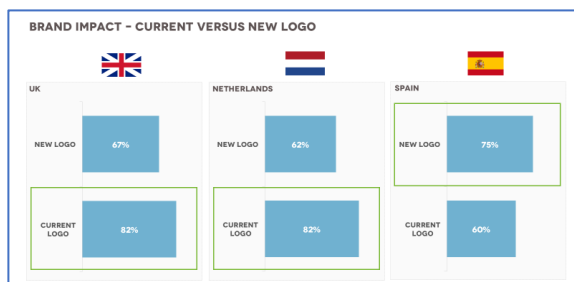 BRAND IMPACT – CURRENT VERSUS NEW LOGO
UK
NEW LOGO
67%
CURRENT
LOGO
82%
NETHERLANDS
NEW LOGO
62%
CURRENT
LOGO
82%
SPAIN
NEW LOGO
75%
CURRENT
LOGO
60%